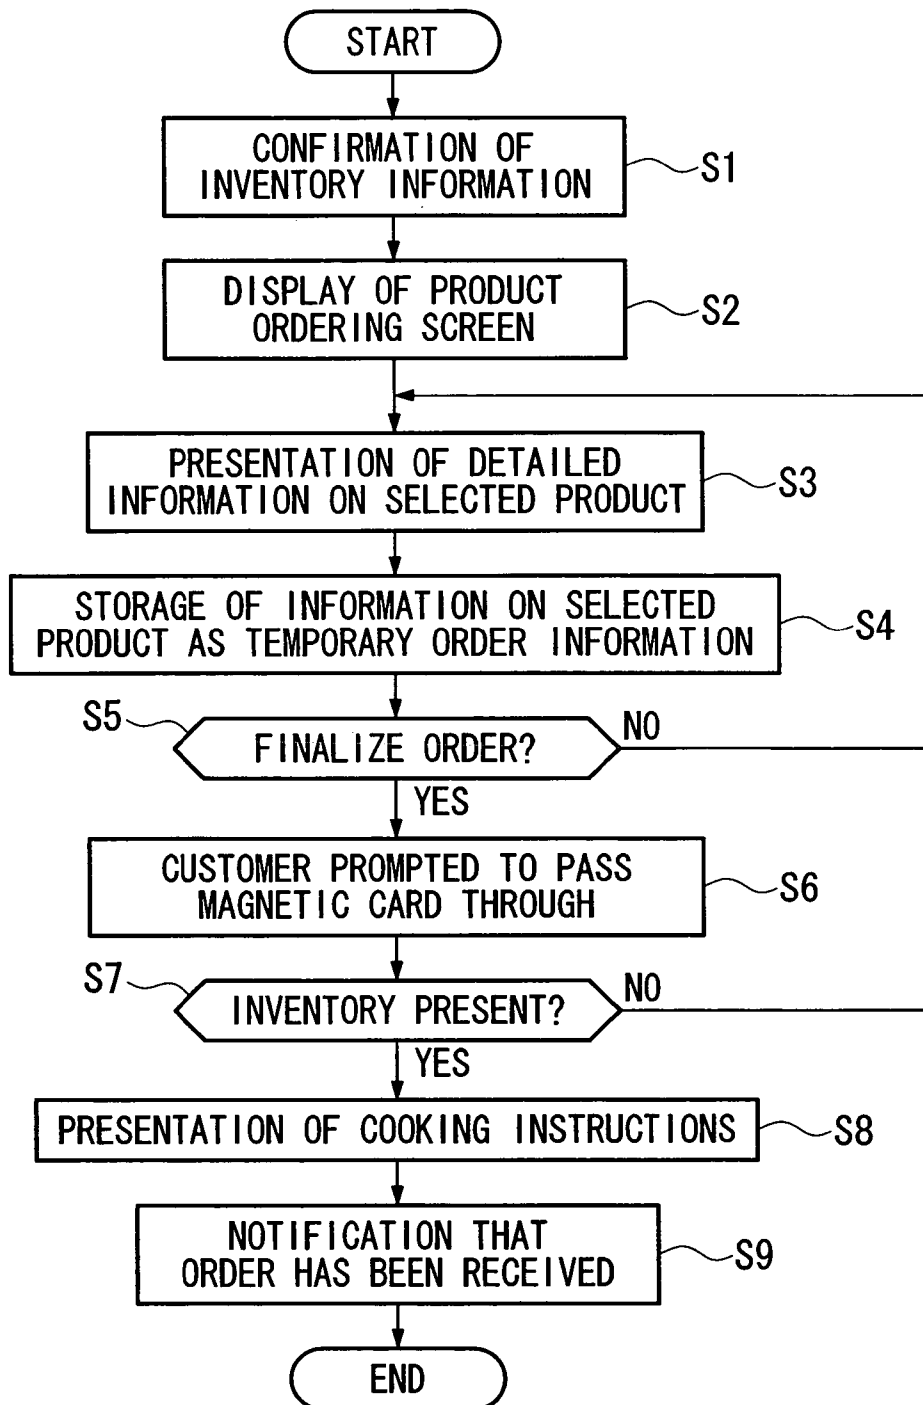 START
CONFIRMATION OF
INVENTORY INFORMATION
S1
DISPLAY OF PRODUCT
ORDERING SCREEN
S2
PRESENTATION OF DETAILED
INFORMATION ON SELECTED PRODUCT
S3
STORAGE OF INFORMATION ON SELECTED
PRODUCT AS TEMPORARY ORDER INFORMATION
S4
S5
FINALIZE ORDER?
NO
YES
CUSTOMER PROMPTED TO PASS
MAGNETIC CARD THROUGH
S6
S7
INVENTORY PRESENT?
NO
YES
PRESENTATION OF COOKING INSTRUCTIONS
S8
NOTIFICATION THAT
ORDER HAS BEEN RECEIVED
S9
END